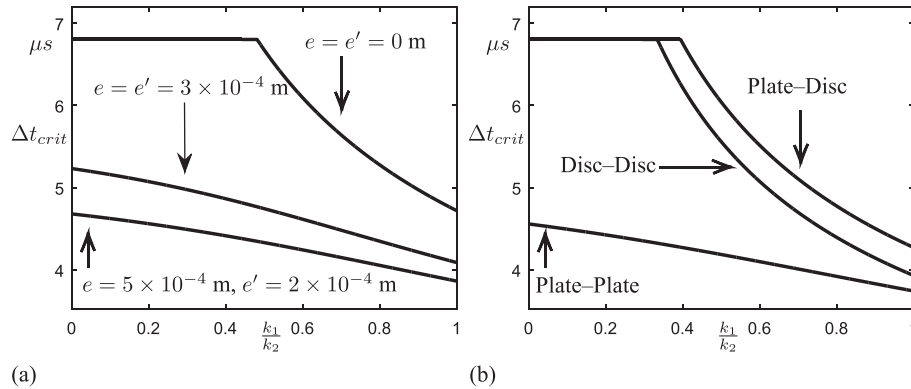 7
μs
6
Δt_crit
5
4
e = e′ = 0 m
e = e′ = 3 × 10⁻⁴ m
e = 5 × 10⁻⁴ m, e′ = 2 × 10⁻⁴ m
0 0.2 0.4 k₁/k₂ 0.6 0.8 1
(a)
7
μs
6
Δt_crit
5
4
Plate–Disc
Disc–Disc
Plate–Plate
0 0.2 0.4 k₁/k₂ 0.6 0.8 1
(b)